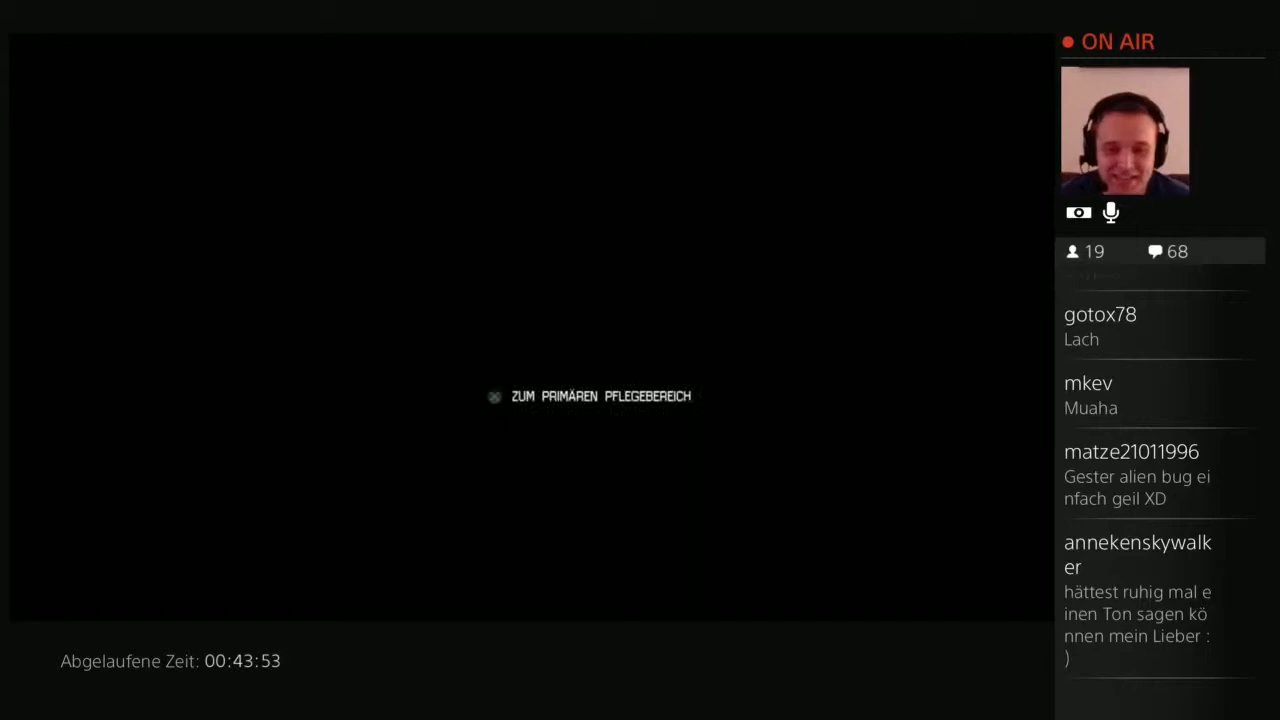 ON AIR
19 68
gotox78
Lach
mkev
Muaha
matze21011996
Gester alien bug ei
nfach geil XD
annekenskywalk
er
hättest ruhig mal e
inen Ton sagen kö
nnen mein Lieber :
)
ZUM PRIMÄREN PFLEGEBEREICH
Abgelaufene Zeit: 00:43:53